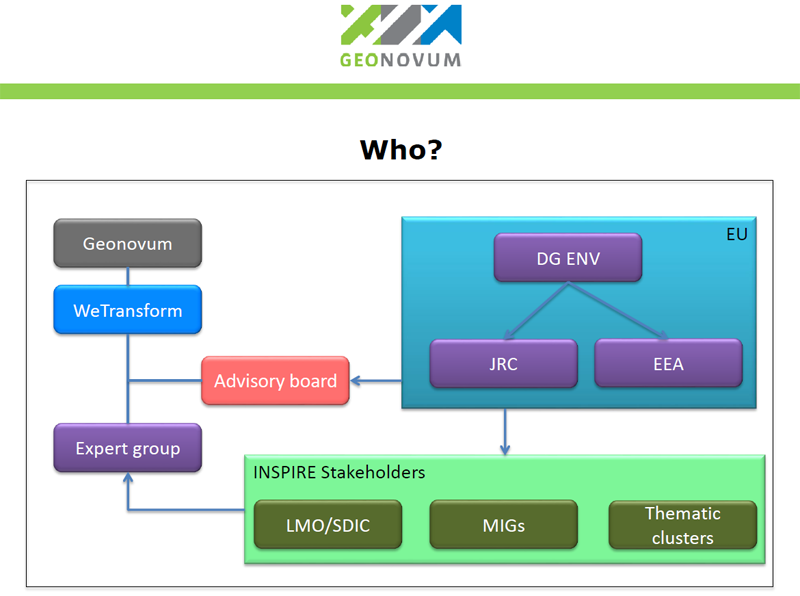 GEONOVUM
Who?
Geonovum
WeTransform
Advisory board
Expert group
EU
DG ENV
JRC
EEA
INSPIRE Stakeholders
LMO/SDIC
MIGs
Thematic
clusters